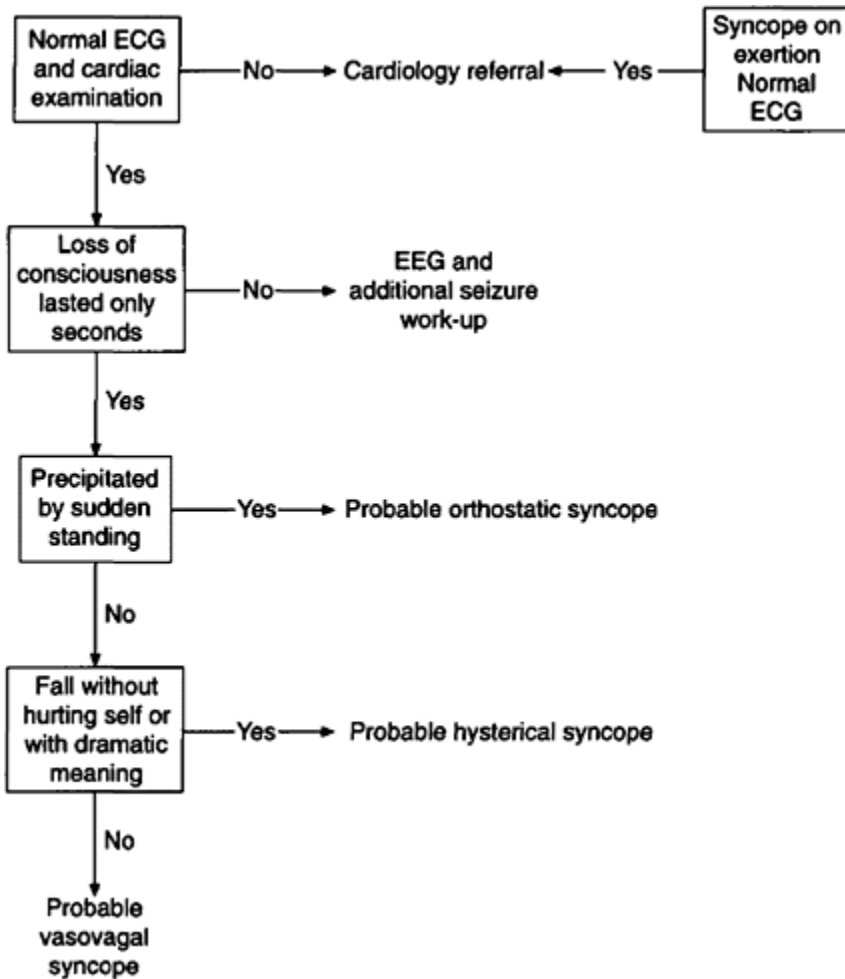 Normal ECG
and cardiac
examination
No
Cardiology referral
Yes
Syncope on
exertion
Normal
ECG
Yes
Loss of
consciousness
lasted only
seconds
No
EEG and
additional seizure
work-up
Yes
Precipitated
by sudden
standing
Yes
Probable orthostatic syncope
No
Fall without
hurting self or
with dramatic
meaning
Yes
Probable hysterical syncope
No
Probable
vasovagal
syncope